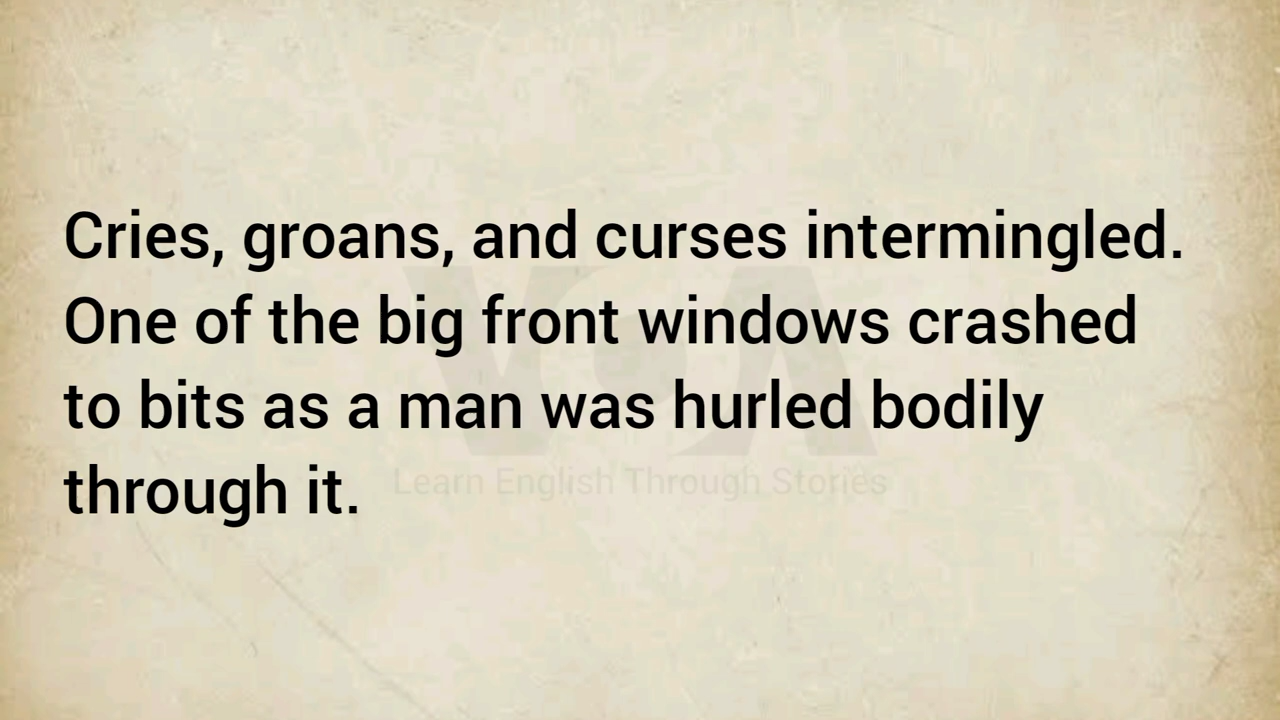 Cries, groans, and curses intermingled.
One of the big front windows crashed
to bits as a man was hurled bodily
through it.
VOA
Learn English Through Stories